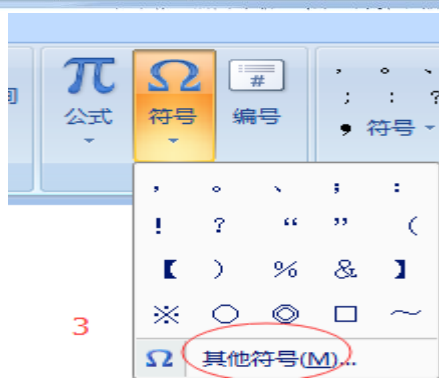 π Ω #
, 。 、
; : ?
公式 符号 编号 , 符号
, 。 、 ; :
! ? “ ” (
【 ) % & 】
※ ○ ◎ □ ~
3
Ω 其他符号(M)...